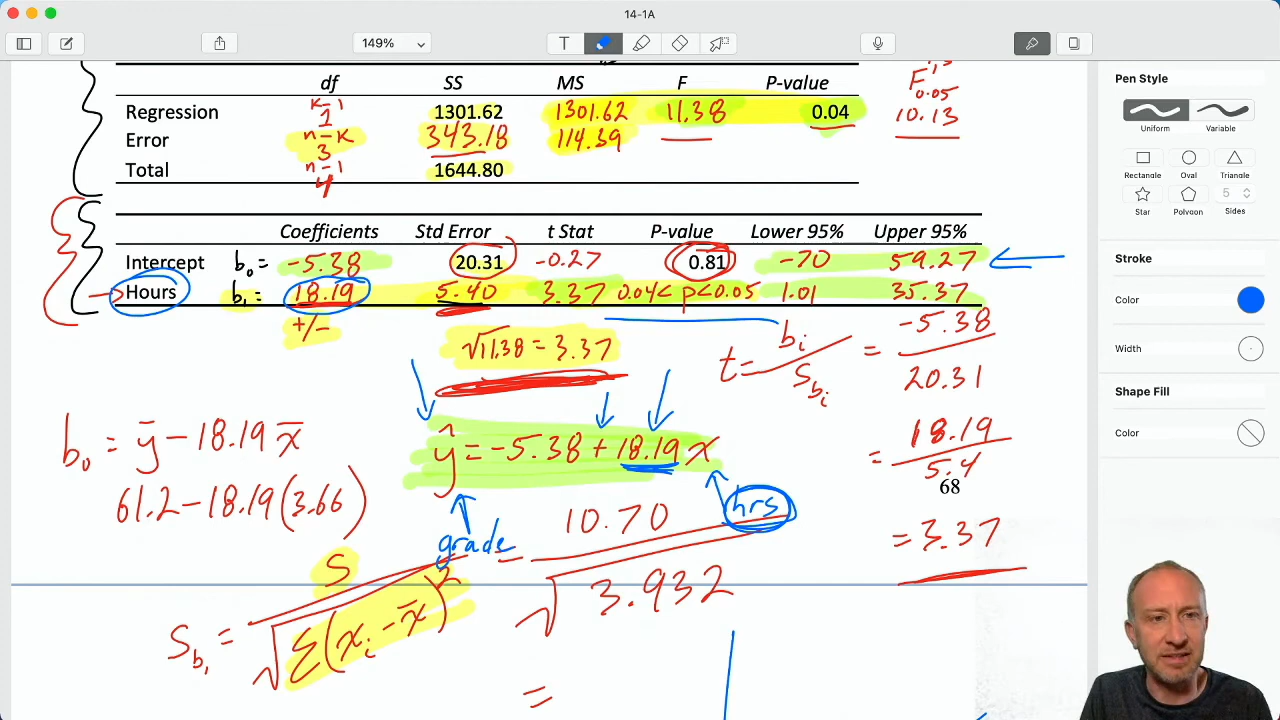 14-1A
149%
T
Pen Style
Uniform Variable
Rectangle Oval Triangle
Star Polygon 5 Sides
Stroke
Color
Width
Shape Fill
Color
df SS MS F P-value F0.05
Regression k-1 1 1301.62 1301.62 11.38 0.04 10.13
Error n-k 3 343.18 114.39
Total n-1 4 1644.80
Coefficients Std Error t Stat P-value Lower 95% Upper 95%
Intercept b₀ = -5.38 20.31 -0.27 0.81 -70 59.27
Hours b₁ = 18.19 5.40 3.37 0.04<p<0.05 1.01 35.37
+/-
√11.38 = 3.37
t = bᵢ / S_bᵢ = -5.38 / 20.31
= 18.19 / 5.4
68
= 3.37
b₀ = ȳ - 18.19 x̄
61.2 - 18.19(3.66)
ŷ = -5.38 + 18.19x
grade
hrs
S_b₁ = S / √Σ(xᵢ - x̄)² = 10.70 / √3.932
=